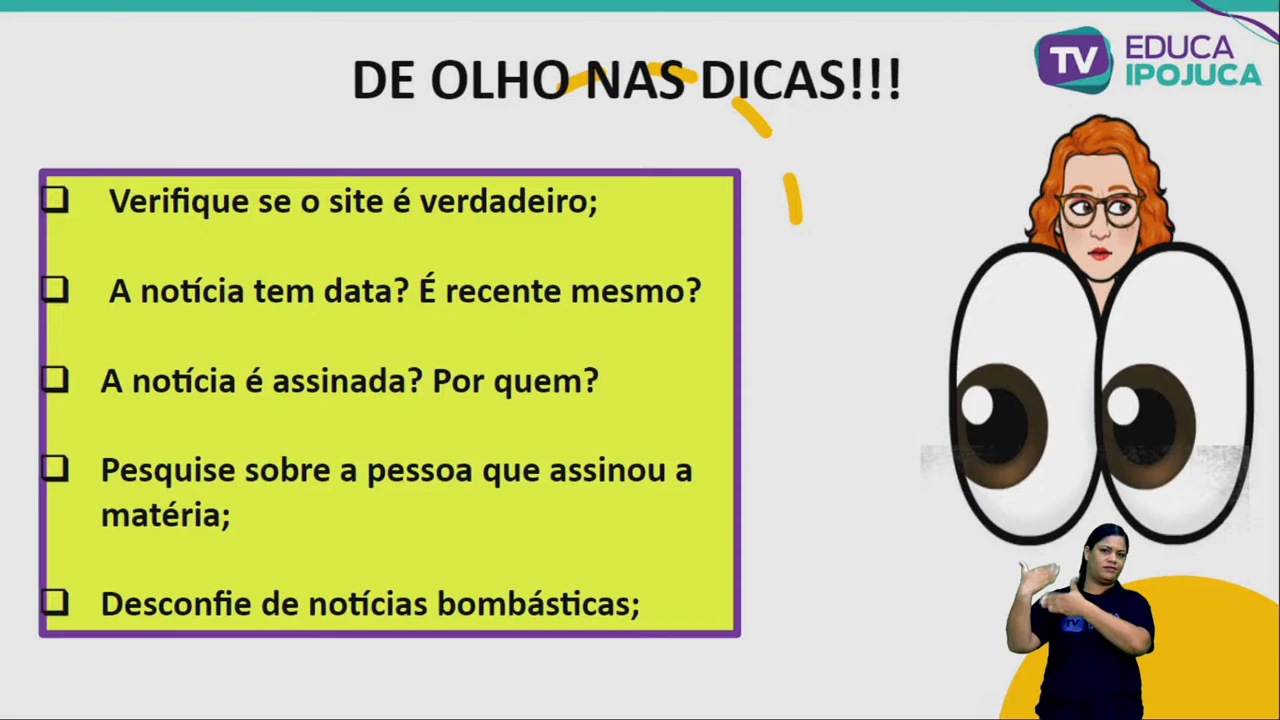 TV EDUCA
IPOJUCA
DE OLHO NAS DICAS!!!
Verifique se o site é verdadeiro;
A notícia tem data? É recente mesmo?
A notícia é assinada? Por quem?
Pesquise sobre a pessoa que assinou a
matéria;
Desconfie de notícias bombásticas;
TV